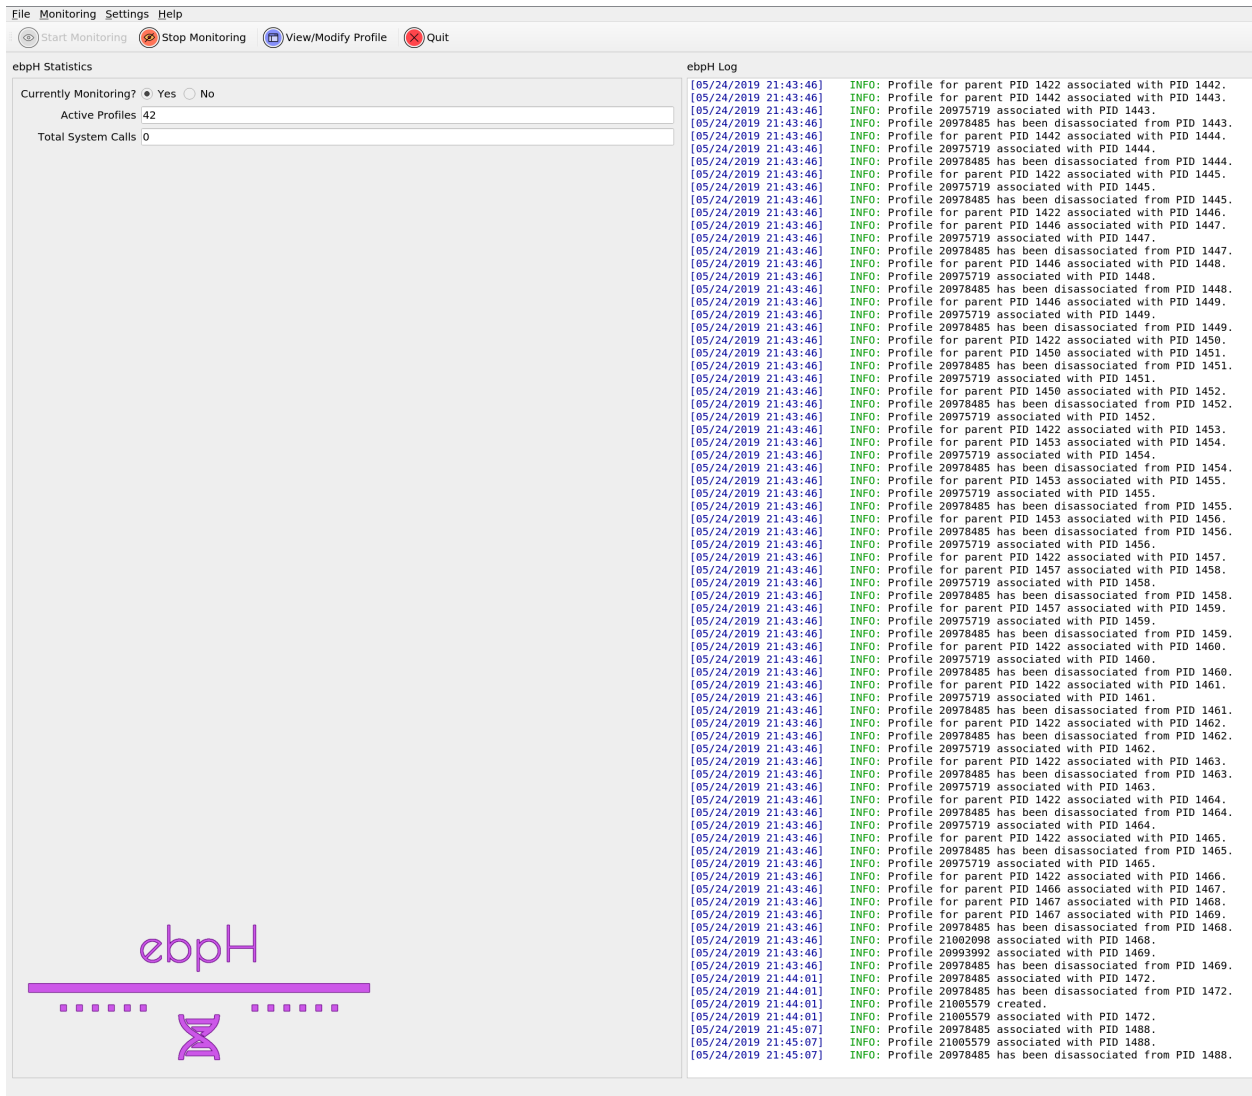 File Monitoring Settings Help
Start Monitoring Stop Monitoring View/Modify Profile Quit
ebpH Statistics
Currently Monitoring? Yes No
Active Profiles 42
Total System Calls 0
ebpH
ebpH Log
[05/24/2019 21:43:46] INFO: Profile for parent PID 1422 associated with PID 1442.
[05/24/2019 21:43:46] INFO: Profile for parent PID 1442 associated with PID 1443.
[05/24/2019 21:43:46] INFO: Profile 20975719 associated with PID 1443.
[05/24/2019 21:43:46] INFO: Profile 20978485 has been disassociated from PID 1443.
[05/24/2019 21:43:46] INFO: Profile for parent PID 1442 associated with PID 1444.
[05/24/2019 21:43:46] INFO: Profile 20975719 associated with PID 1444.
[05/24/2019 21:43:46] INFO: Profile 20978485 has been disassociated from PID 1444.
[05/24/2019 21:43:46] INFO: Profile for parent PID 1422 associated with PID 1445.
[05/24/2019 21:43:46] INFO: Profile 20975719 associated with PID 1445.
[05/24/2019 21:43:46] INFO: Profile 20978485 has been disassociated from PID 1445.
[05/24/2019 21:43:46] INFO: Profile for parent PID 1422 associated with PID 1446.
[05/24/2019 21:43:46] INFO: Profile for parent PID 1446 associated with PID 1447.
[05/24/2019 21:43:46] INFO: Profile 20975719 associated with PID 1447.
[05/24/2019 21:43:46] INFO: Profile 20978485 has been disassociated from PID 1447.
[05/24/2019 21:43:46] INFO: Profile for parent PID 1446 associated with PID 1448.
[05/24/2019 21:43:46] INFO: Profile 20975719 associated with PID 1448.
[05/24/2019 21:43:46] INFO: Profile 20978485 has been disassociated from PID 1448.
[05/24/2019 21:43:46] INFO: Profile for parent PID 1446 associated with PID 1449.
[05/24/2019 21:43:46] INFO: Profile 20975719 associated with PID 1449.
[05/24/2019 21:43:46] INFO: Profile 20978485 has been disassociated from PID 1449.
[05/24/2019 21:43:46] INFO: Profile for parent PID 1422 associated with PID 1450.
[05/24/2019 21:43:46] INFO: Profile for parent PID 1450 associated with PID 1451.
[05/24/2019 21:43:46] INFO: Profile 20978485 has been disassociated from PID 1451.
[05/24/2019 21:43:46] INFO: Profile 20975719 associated with PID 1451.
[05/24/2019 21:43:46] INFO: Profile for parent PID 1450 associated with PID 1452.
[05/24/2019 21:43:46] INFO: Profile 20978485 has been disassociated from PID 1452.
[05/24/2019 21:43:46] INFO: Profile 20975719 associated with PID 1452.
[05/24/2019 21:43:46] INFO: Profile for parent PID 1422 associated with PID 1453.
[05/24/2019 21:43:46] INFO: Profile for parent PID 1453 associated with PID 1454.
[05/24/2019 21:43:46] INFO: Profile 20975719 associated with PID 1454.
[05/24/2019 21:43:46] INFO: Profile 20978485 has been disassociated from PID 1454.
[05/24/2019 21:43:46] INFO: Profile for parent PID 1453 associated with PID 1455.
[05/24/2019 21:43:46] INFO: Profile 20975719 associated with PID 1455.
[05/24/2019 21:43:46] INFO: Profile 20978485 has been disassociated from PID 1455.
[05/24/2019 21:43:46] INFO: Profile for parent PID 1453 associated with PID 1456.
[05/24/2019 21:43:46] INFO: Profile 20978485 has been disassociated from PID 1456.
[05/24/2019 21:43:46] INFO: Profile 20975719 associated with PID 1456.
[05/24/2019 21:43:46] INFO: Profile for parent PID 1422 associated with PID 1457.
[05/24/2019 21:43:46] INFO: Profile for parent PID 1457 associated with PID 1458.
[05/24/2019 21:43:46] INFO: Profile 20975719 associated with PID 1458.
[05/24/2019 21:43:46] INFO: Profile 20978485 has been disassociated from PID 1458.
[05/24/2019 21:43:46] INFO: Profile for parent PID 1457 associated with PID 1459.
[05/24/2019 21:43:46] INFO: Profile 20975719 associated with PID 1459.
[05/24/2019 21:43:46] INFO: Profile 20978485 has been disassociated from PID 1459.
[05/24/2019 21:43:46] INFO: Profile for parent PID 1422 associated with PID 1460.
[05/24/2019 21:43:46] INFO: Profile 20975719 associated with PID 1460.
[05/24/2019 21:43:46] INFO: Profile 20978485 has been disassociated from PID 1460.
[05/24/2019 21:43:46] INFO: Profile for parent PID 1422 associated with PID 1461.
[05/24/2019 21:43:46] INFO: Profile 20975719 associated with PID 1461.
[05/24/2019 21:43:46] INFO: Profile 20978485 has been disassociated from PID 1461.
[05/24/2019 21:43:46] INFO: Profile for parent PID 1422 associated with PID 1462.
[05/24/2019 21:43:46] INFO: Profile 20978485 has been disassociated from PID 1462.
[05/24/2019 21:43:46] INFO: Profile 20975719 associated with PID 1462.
[05/24/2019 21:43:46] INFO: Profile for parent PID 1422 associated with PID 1463.
[05/24/2019 21:43:46] INFO: Profile 20978485 has been disassociated from PID 1463.
[05/24/2019 21:43:46] INFO: Profile 20975719 associated with PID 1463.
[05/24/2019 21:43:46] INFO: Profile for parent PID 1422 associated with PID 1464.
[05/24/2019 21:43:46] INFO: Profile 20978485 has been disassociated from PID 1464.
[05/24/2019 21:43:46] INFO: Profile 20975719 associated with PID 1464.
[05/24/2019 21:43:46] INFO: Profile for parent PID 1422 associated with PID 1465.
[05/24/2019 21:43:46] INFO: Profile 20978485 has been disassociated from PID 1465.
[05/24/2019 21:43:46] INFO: Profile 20975719 associated with PID 1465.
[05/24/2019 21:43:46] INFO: Profile for parent PID 1422 associated with PID 1466.
[05/24/2019 21:43:46] INFO: Profile for parent PID 1466 associated with PID 1467.
[05/24/2019 21:43:46] INFO: Profile for parent PID 1467 associated with PID 1468.
[05/24/2019 21:43:46] INFO: Profile for parent PID 1467 associated with PID 1469.
[05/24/2019 21:43:46] INFO: Profile 20978485 has been disassociated from PID 1468.
[05/24/2019 21:43:46] INFO: Profile 21002098 associated with PID 1468.
[05/24/2019 21:43:46] INFO: Profile 20993992 associated with PID 1469.
[05/24/2019 21:43:46] INFO: Profile 20978485 has been disassociated from PID 1469.
[05/24/2019 21:44:01] INFO: Profile 20978485 associated with PID 1472.
[05/24/2019 21:44:01] INFO: Profile 20978485 has been disassociated from PID 1472.
[05/24/2019 21:44:01] INFO: Profile 21005579 created.
[05/24/2019 21:44:01] INFO: Profile 21005579 associated with PID 1472.
[05/24/2019 21:45:07] INFO: Profile 20978485 associated with PID 1488.
[05/24/2019 21:45:07] INFO: Profile 21005579 associated with PID 1488.
[05/24/2019 21:45:07] INFO: Profile 20978485 has been disassociated from PID 1488.